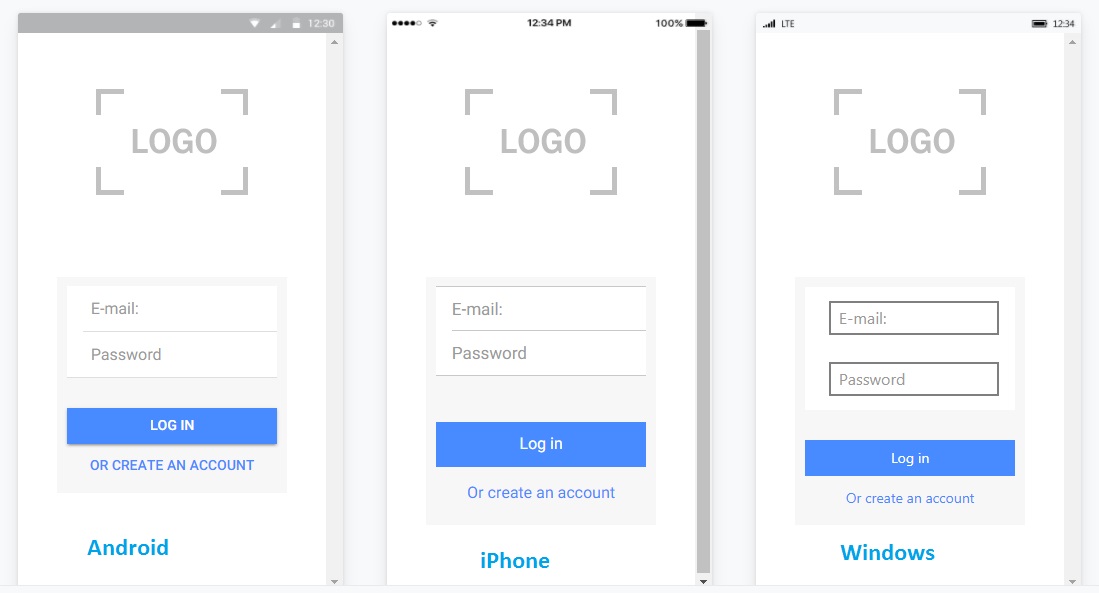 12:30
LOGO
E-mail:
Password
LOG IN
OR CREATE AN ACCOUNT
Android
12:34 PM
100%
LOGO
E-mail:
Password
Log in
Or create an account
iPhone
LTE
12:34
LOGO
E-mail:
Password
Log in
Or create an account
Windows